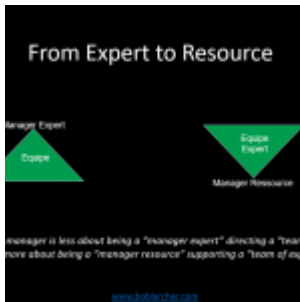 From Expert to Resource
Manager Expert
Equipe
Equipe
Expert
Manager Ressource
manager is less about being a "manager expert" directing a "team
more about being a "manager resource" supporting a "team of ex